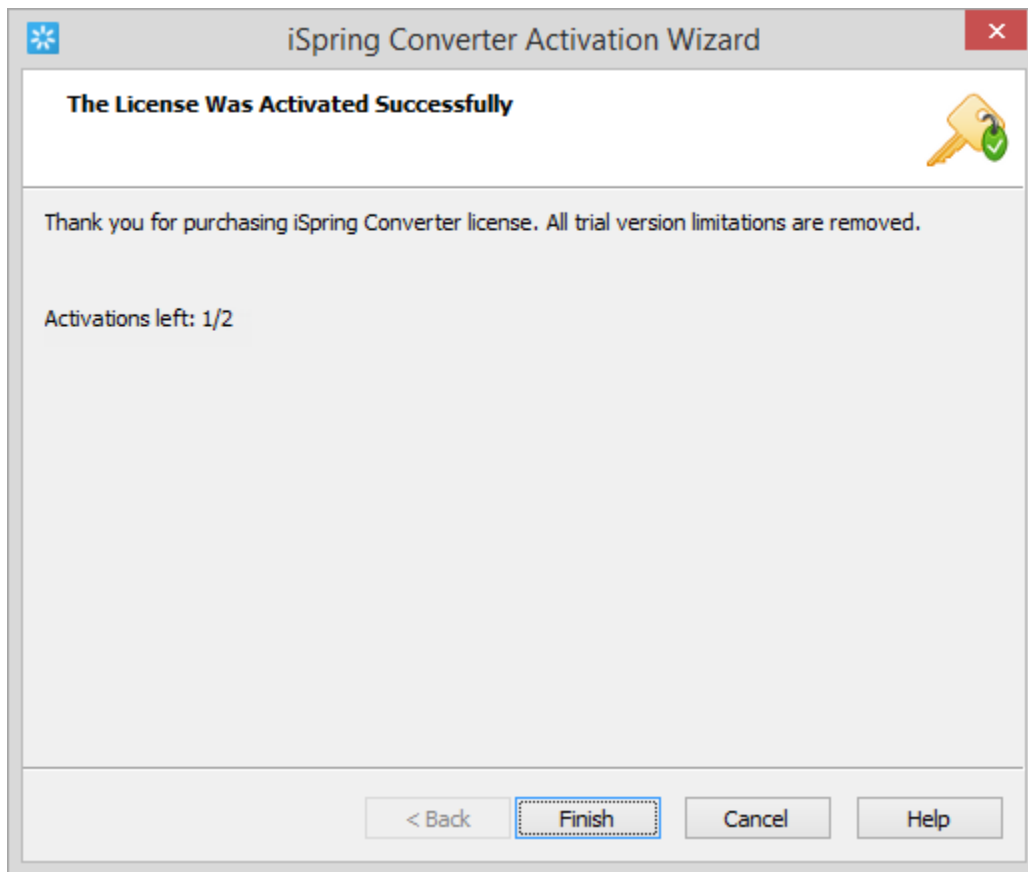 iSpring Converter Activation Wizard
The License Was Activated Successfully
Thank you for purchasing iSpring Converter license. All trial version limitations are removed.
Activations left: 1/2
< Back
Finish
Cancel
Help